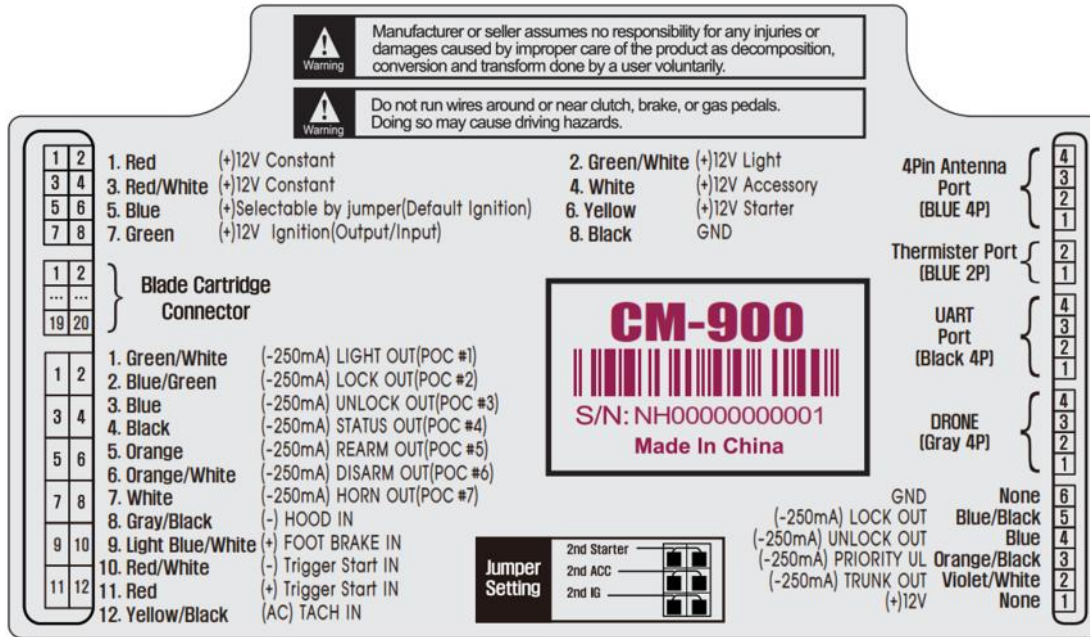 Warning
Manufacturer or seller assumes no responsibility for any injuries or
damages caused by improper care of the product as decomposition,
conversion and transform done by a user voluntarily.
Warning
Do not run wires around or near clutch, brake, or gas pedals.
Doing so may cause driving hazards.
1 2
3 4
5 6
7 8
1. Red (+)12V Constant
3. Red/White (+)12V Constant
5. Blue (+)Selectable by jumper(Default Ignition)
7. Green (+)12V Ignition(Output/Input)
2. Green/White (+)12V Light
4. White (+)12V Accessory
6. Yellow (+)12V Starter
8. Black GND
1 2
... ...
19 20
Blade Cartridge
Connector
1 2
3 4
5 6
7 8
9 10
11 12
1. Green/White (-250mA) LIGHT OUT(POC #1)
2. Blue/Green (-250mA) LOCK OUT(POC #2)
3. Blue (-250mA) UNLOCK OUT(POC #3)
4. Black (-250mA) STATUS OUT(POC #4)
5. Orange (-250mA) REARM OUT(POC #5)
6. Orange/White (-250mA) DISARM OUT(POC #6)
7. White (-250mA) HORN OUT(POC #7)
8. Gray/Black (-) HOOD IN
9. Light Blue/White (+) FOOT BRAKE IN
10. Red/White (-) Trigger Start IN
11. Red (+) Trigger Start IN
12. Yellow/Black (AC) TACH IN
CM-900
S/N: NH00000000001
Made In China
Jumper
Setting
2nd Starter
2nd ACC
2nd IG
4Pin Antenna
Port
(BLUE 4P)
4
3
2
1
Thermister Port
(BLUE 2P)
2
1
UART
Port
(Black 4P)
4
3
2
1
DRONE
(Gray 4P)
4
3
2
1
GND None 6
(-250mA) LOCK OUT Blue/Black 5
(-250mA) UNLOCK OUT Blue 4
(-250mA) PRIORITY UL Orange/Black 3
(-250mA) TRUNK OUT Violet/White 2
(+)12V None 1